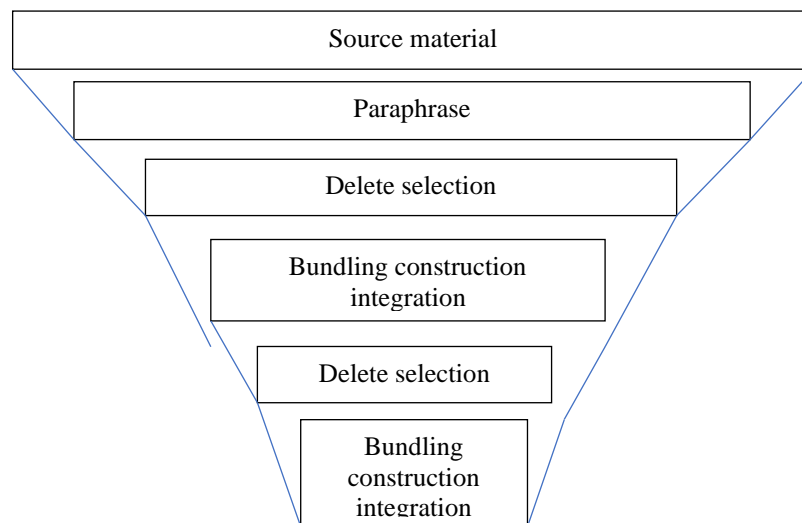 Source material
Paraphrase
Delete selection
Bundling construction
integration
Delete selection
Bundling
construction
integration